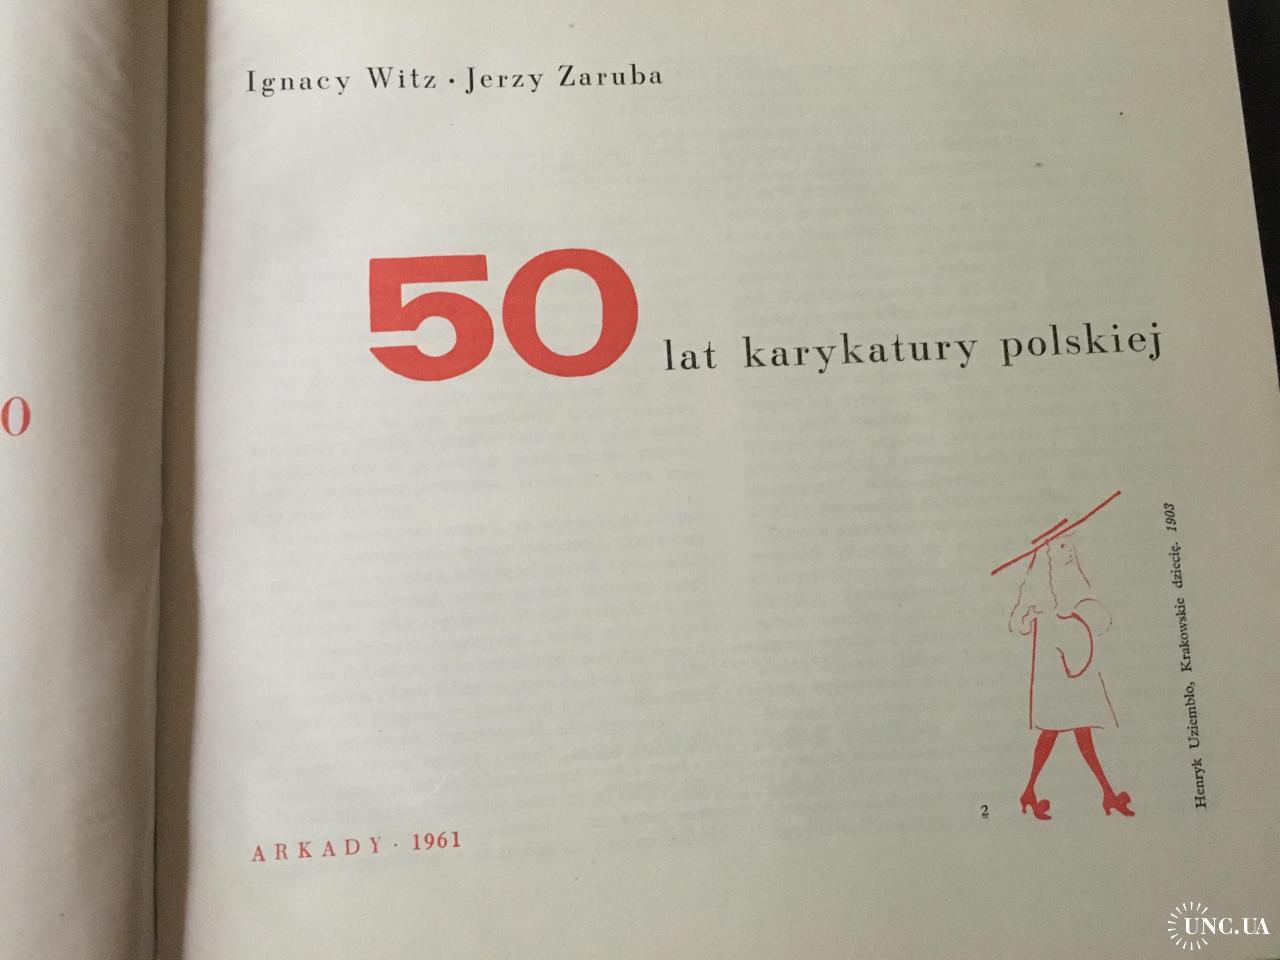 Ignacy Witz · Jerzy Zaruba
50 lat karykatury polskiej
O
Henryk Uziembło, Krakowskie dziecię. 1903
2
ARKADY · 1961
UNC.UA